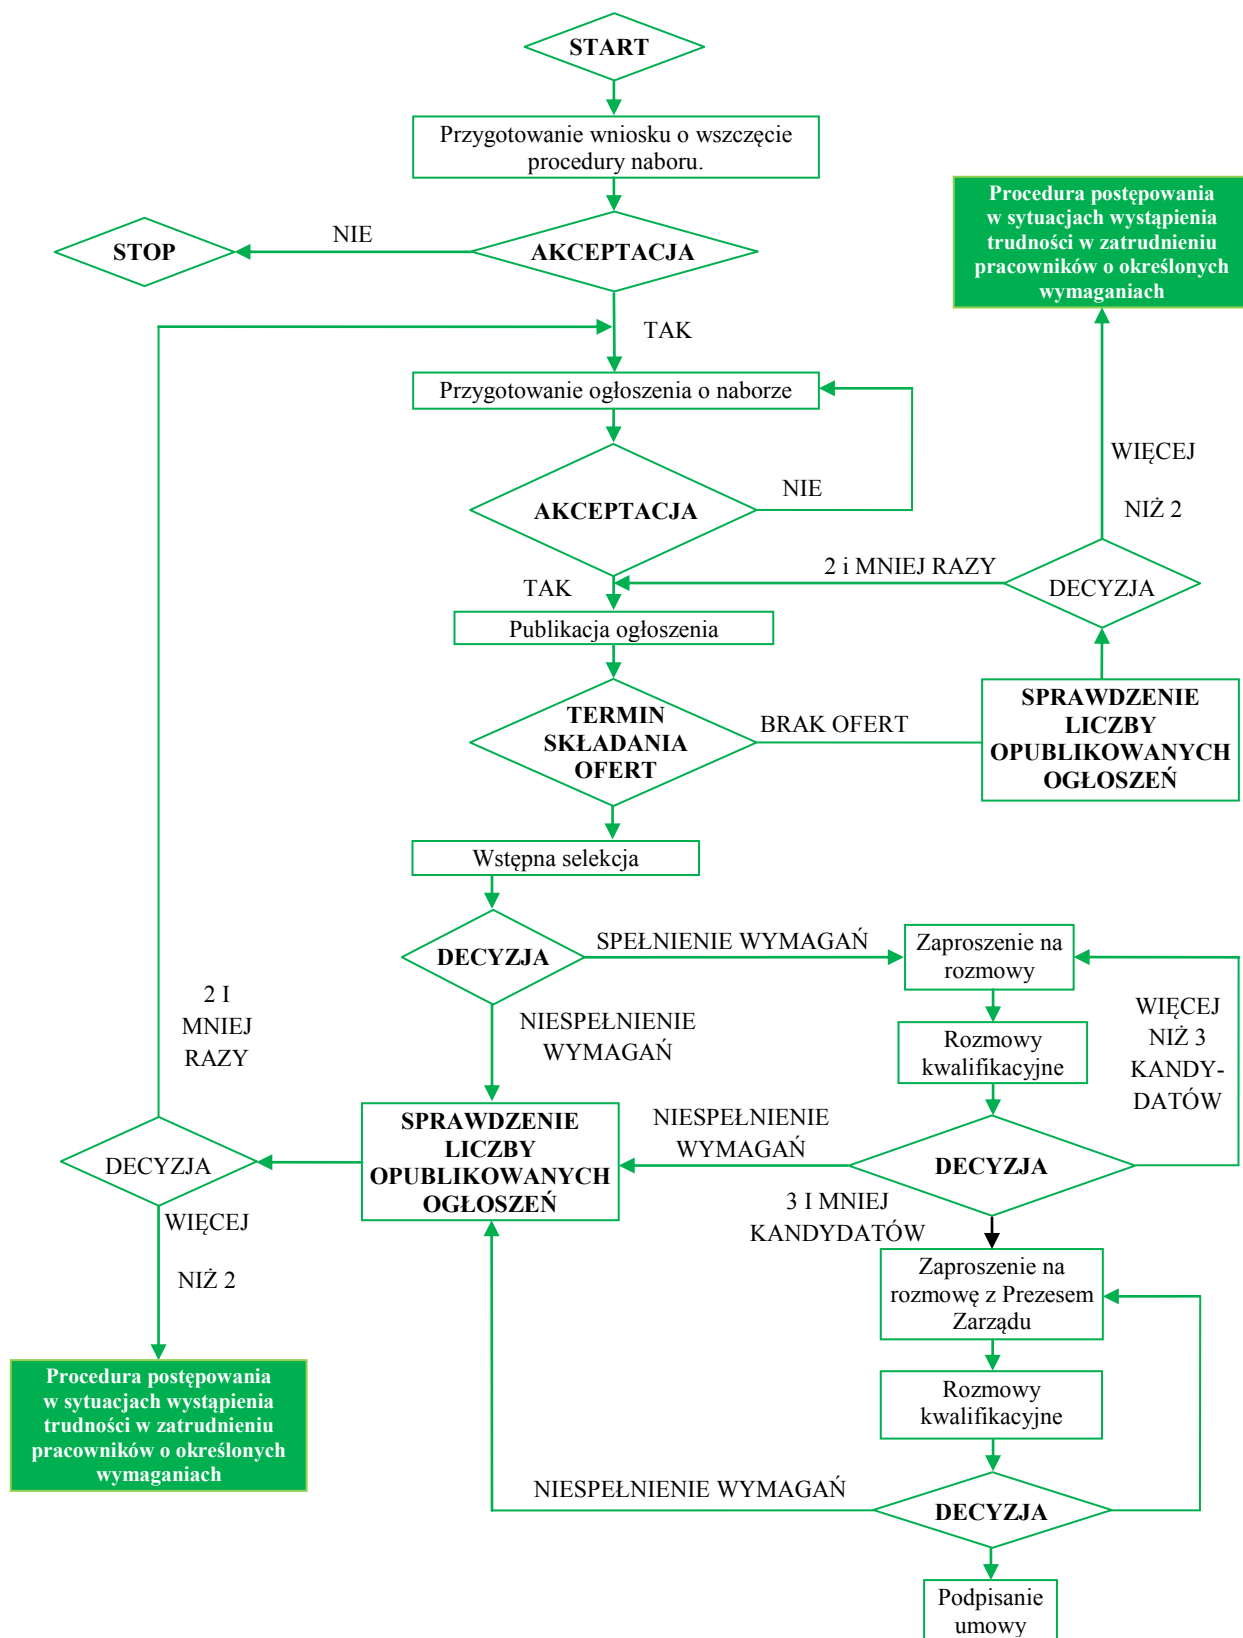 START
Przygotowanie wniosku o wszczęcie
procedury naboru.
Procedura postępowania
w sytuacjach wystąpienia
trudności w zatrudnieniu
pracowników o określonych
wymaganiach
NIE
STOP
AKCEPTACJA
TAK
Przygotowanie ogłoszenia o naborze
WIĘCEJ
NIŻ 2
NIE
AKCEPTACJA
2 i MNIEJ RAZY
DECYZJA
TAK
Publikacja ogłoszenia
TERMIN
SKŁADANIA
OFERT
BRAK OFERT
SPRAWDZENIE
LICZBY
OPUBLIKOWANYCH
OGŁOSZEŃ
Wstępna selekcja
DECYZJA
SPEŁNIENIE WYMAGAŃ
Zaproszenie na
rozmowy
2 I
MNIEJ
RAZY
NIESPEŁNIENIE
WYMAGAŃ
WIĘCEJ
NIŻ 3
KANDY-
DATÓW
Rozmowy
kwalifikacyjne
SPRAWDZENIE
LICZBY
OPUBLIKOWANYCH
OGŁOSZEŃ
NIESPEŁNIENIE
WYMAGAŃ
DECYZJA
DECYZJA
3 I MNIEJ
KANDYDATÓW
WIĘCEJ
NIŻ 2
Zaproszenie na
rozmowę z Prezesem
Zarządu
Procedura postępowania
w sytuacjach wystąpienia
trudności w zatrudnieniu
pracowników o określonych
wymaganiach
Rozmowy
kwalifikacyjne
NIESPEŁNIENIE WYMAGAŃ
DECYZJA
Podpisanie
umowy